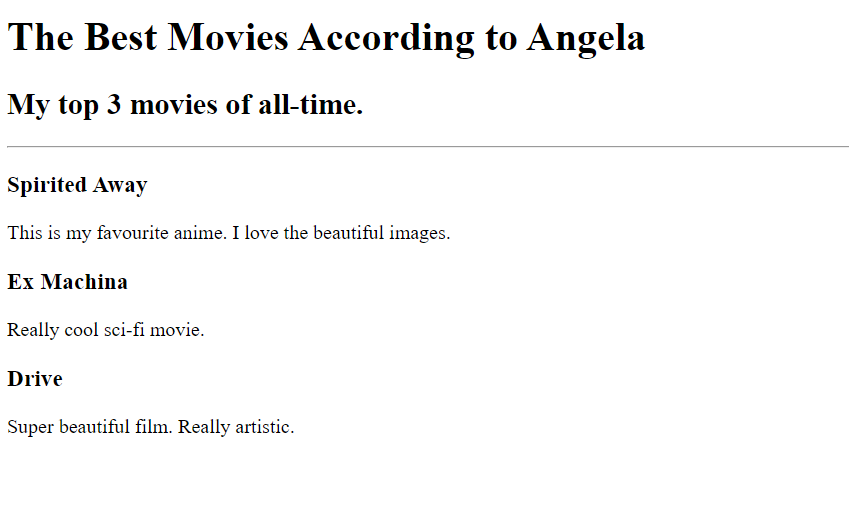 The Best Movies According to Angela
My top 3 movies of all-time.
Spirited Away
This is my favourite anime. I love the beautiful images.
Ex Machina
Really cool sci-fi movie.
Drive
Super beautiful film. Really artistic.